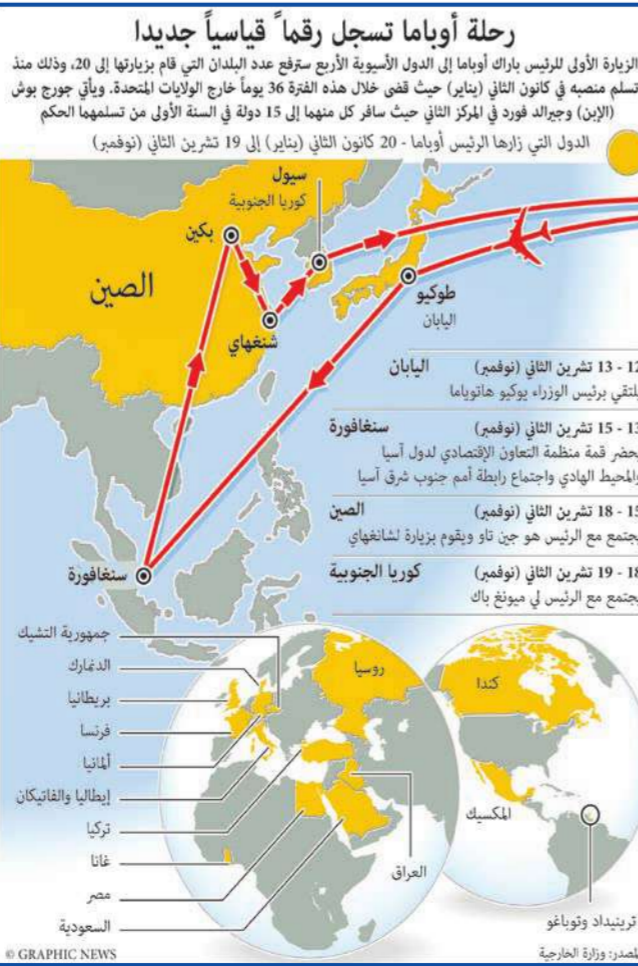 رحلة أوباما تسجل رقماً قياسياً جديدا
الزيارة الأولى للرئيس باراك أوباما إلى الدول الأسيوية الأربع سترفع عدد البلدان التي قام بزيارتها إلى 20، وذلك منذ
تسلم منصبه في كانون الثاني (يناير) حيث قضى خلال هذه الفترة 36 يوماً خارج الولايات المتحدة. ويأتي جورج بوش
(الإبن) وجيرالد فورد في المركز الثاني حيث سافر كل منهما إلى 15 دولة في السنة الأولى من تسلمهما الحكم
الدول التي زارها الرئيس أوباما - 20 كانون الثاني (يناير) إلى 19 تشرين الثاني (نوفمبر)
سيول
كوريا الجنوبية
بكين
الصين
طوكيو
اليابان
شنغهاي
12 - 13 تشرين الثاني (نوفمبر) اليابان
يلتقي برئيس الوزراء يوكيو هاتوياما
13 - 15 تشرين الثاني (نوفمبر) سنغافورة
يحضر قمة منظمة التعاون الإقتصادي لدول آسيا
والمحيط الهادي واجتماع رابطة أمم جنوب شرق آسيا
15 - 18 تشرين الثاني (نوفمبر) الصين
يجتمع مع الرئيس هو جين تاو ويقوم بزيارة لشانغهاي
18 - 19 تشرين الثاني (نوفمبر) كوريا الجنوبية
يجتمع مع الرئيس لي ميونغ باك
سنغافورة
جمهورية التشيك
الدنمارك
بريطانيا
فرنسا
ألمانيا
إيطاليا والفاتيكان
تركيا
غانا
مصر
السعودية
روسيا
العراق
كندا
المكسيك
ترينيداد وتوباغو
المصدر: وزارة الخارجية
© GRAPHIC NEWS